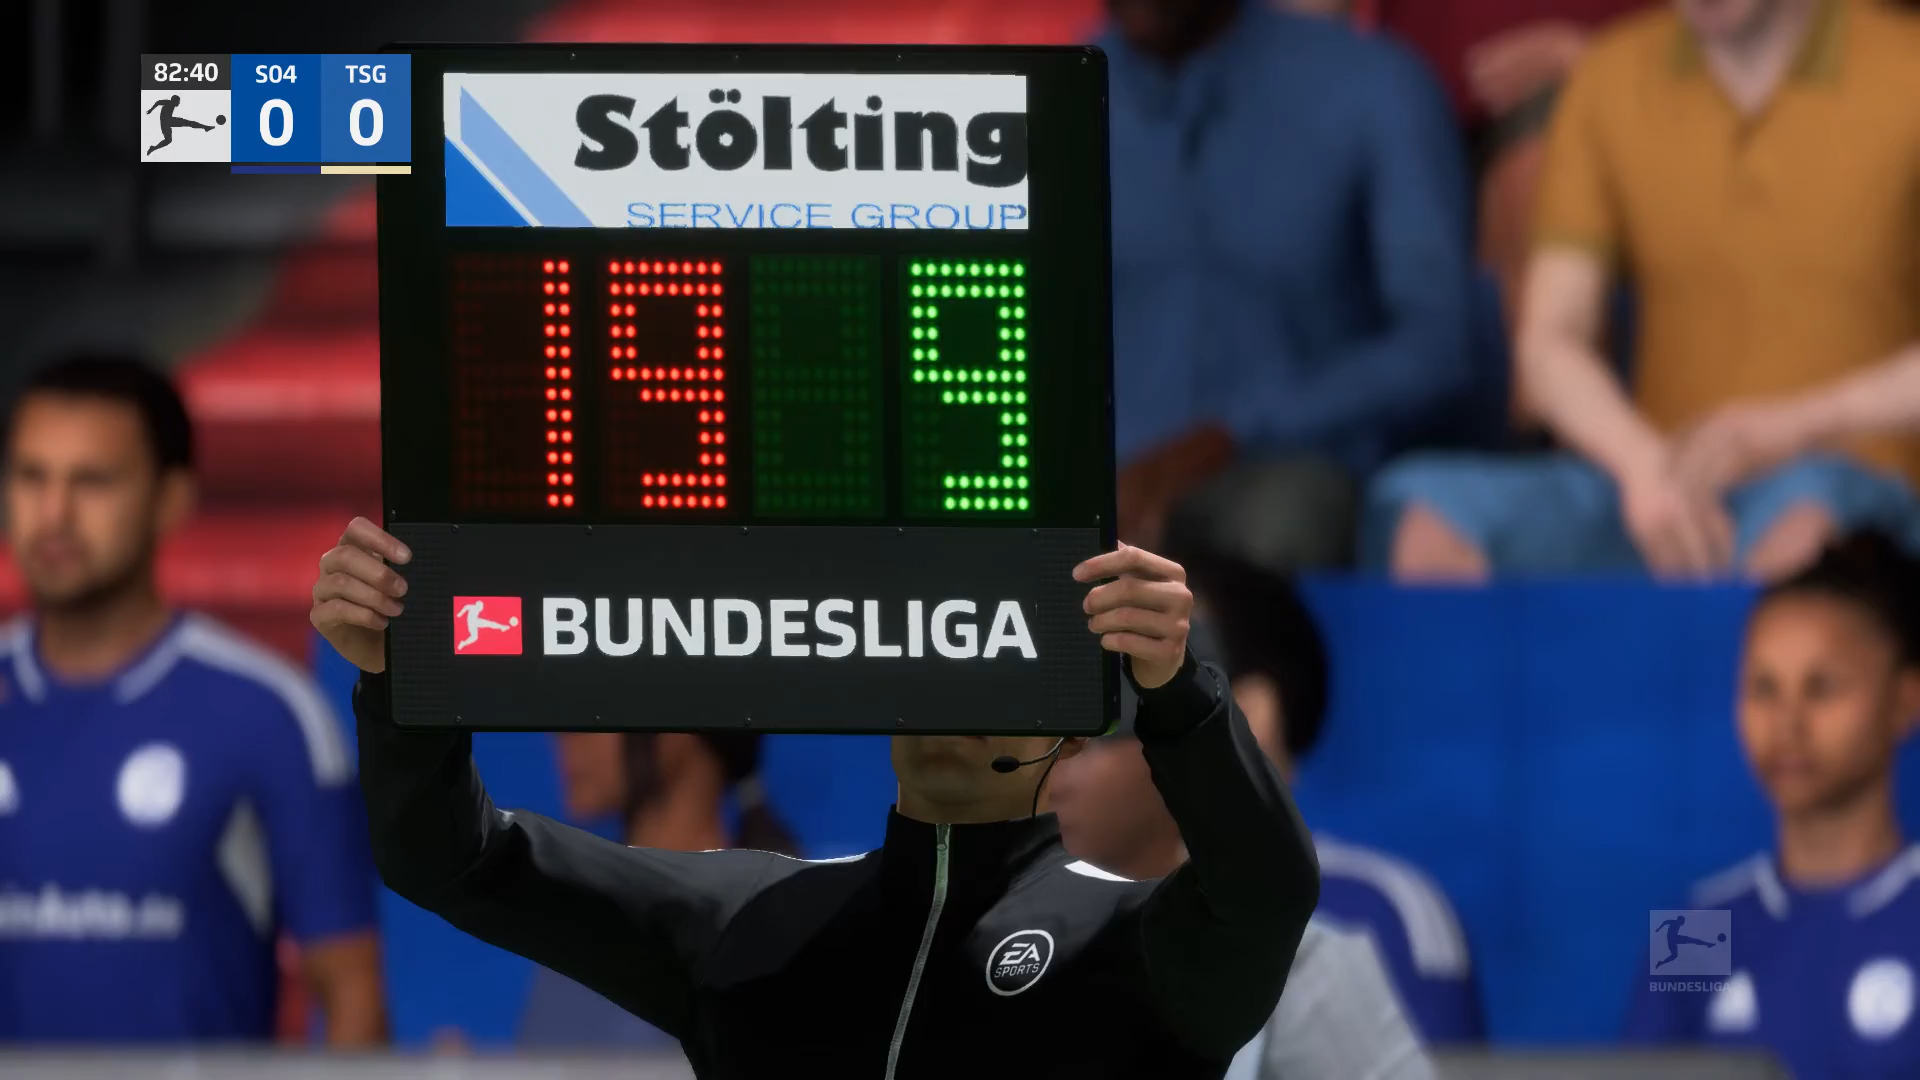 82:40 S04 TSG
0 0
Stölting
SERVICE GROUP
19 9
BUNDESLIGA
EA
SPORTS
BUNDESLIGA